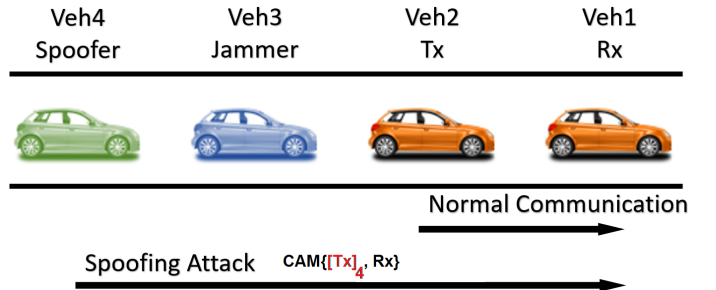 Veh4 Veh3 Veh2 Veh1
Spoofer Jammer Tx Rx
Normal Communication
Spoofing Attack CAM{[Tx]4, Rx}